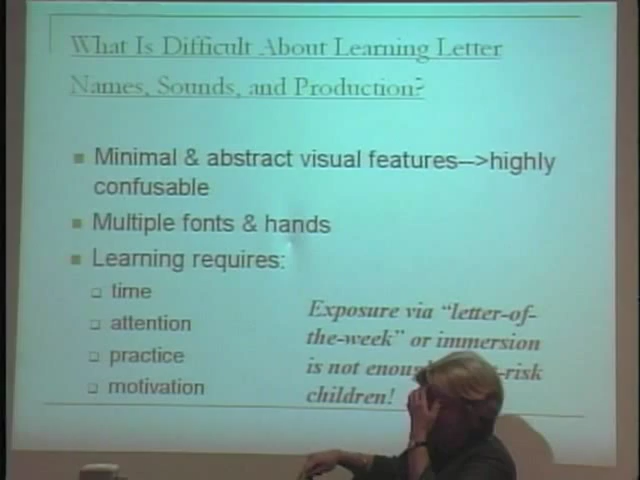 What Is Difficult About Learning Letter
Names, Sounds, and Production?
Minimal & abstract visual features–>highly
confusable
Multiple fonts & hands
Learning requires:
time
attention
practice
motivation
Exposure via “letter-of-
the-week” or immersion
is not -risk
children!